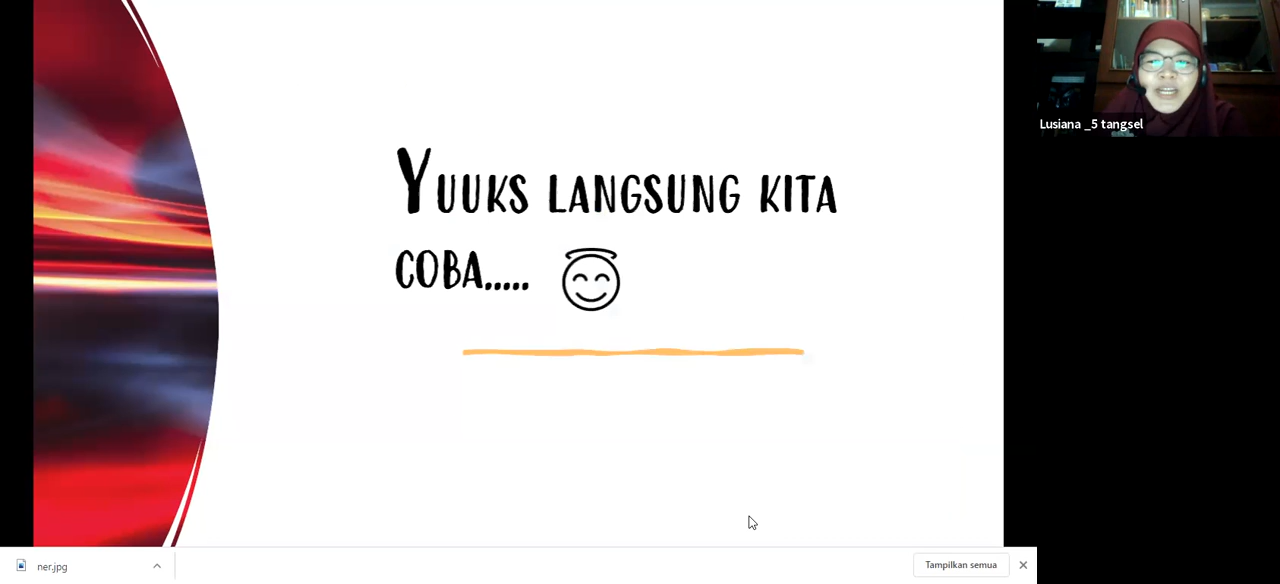 Yuuks langsung kita
coba.....
Lusiana _5 tangsel
ner.jpg
Tampilkan semua